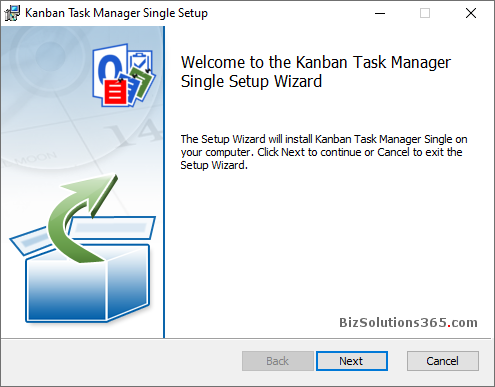 Kanban Task Manager Single Setup
Welcome to the Kanban Task Manager
Single Setup Wizard
The Setup Wizard will install Kanban Task Manager Single on
your computer. Click Next to continue or Cancel to exit the
Setup Wizard.
14
MOON
BizSolutions365.com
Back
Next
Cancel